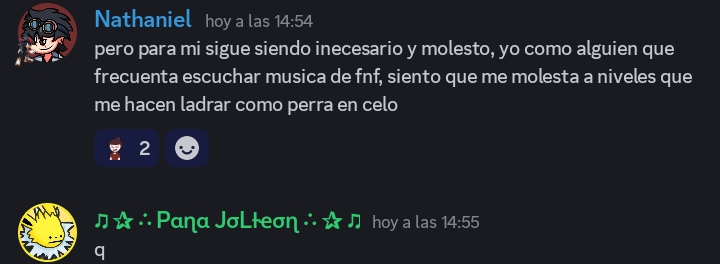 Nathaniel hoy a las 14:54
pero para mi sigue siendo inecesario y molesto, yo como alguien que
frecuenta escuchar musica de fnf, siento que me molesta a niveles que
me hacen ladrar como perra en celo
2
♫ ✰ ∴ Pαηα JσLƚeση ∴ ✰ ♫ hoy a las 14:55
q